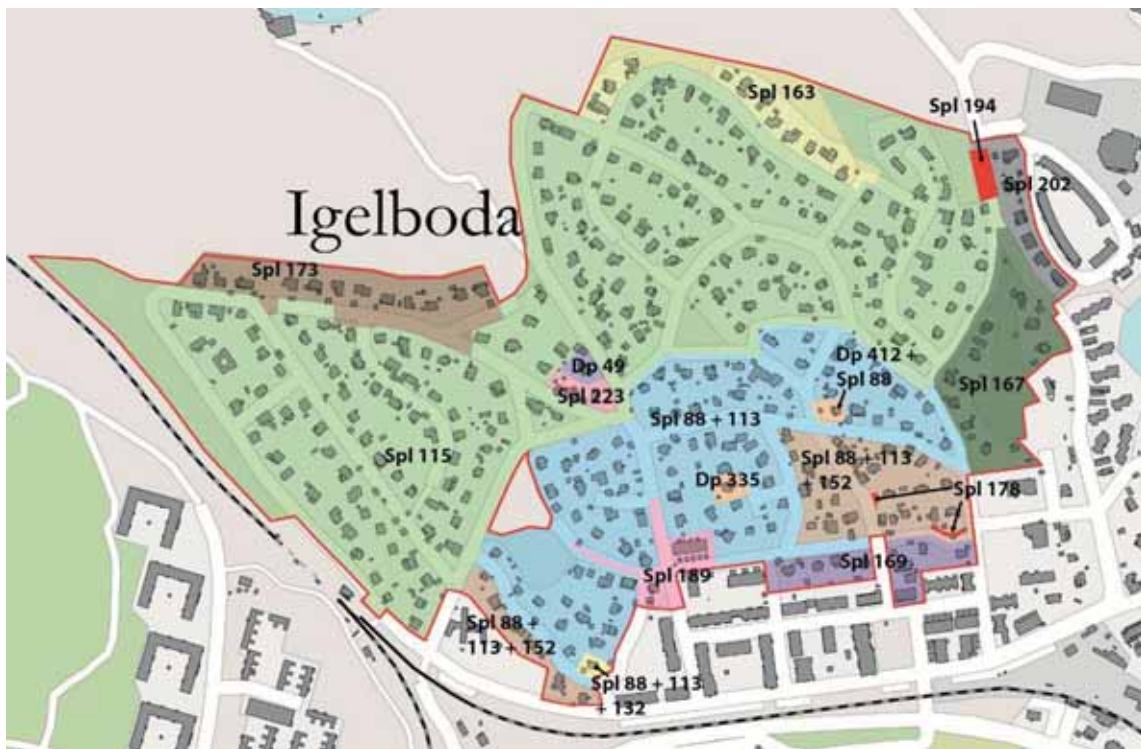 Spl 163
Spl 194
Spl 202
Igelboda
Spl 173
Dp 49
Dp 412 +
Spl 88
Spl 223
Spl 167
Spl 88 + 113
Spl 115
Spl 88 + 113
+ 152
Dp 335
Spl 178
Spl 169
Spl 189
Spl 88 +
-113 + 152
Spl 88 + 113
+ 132